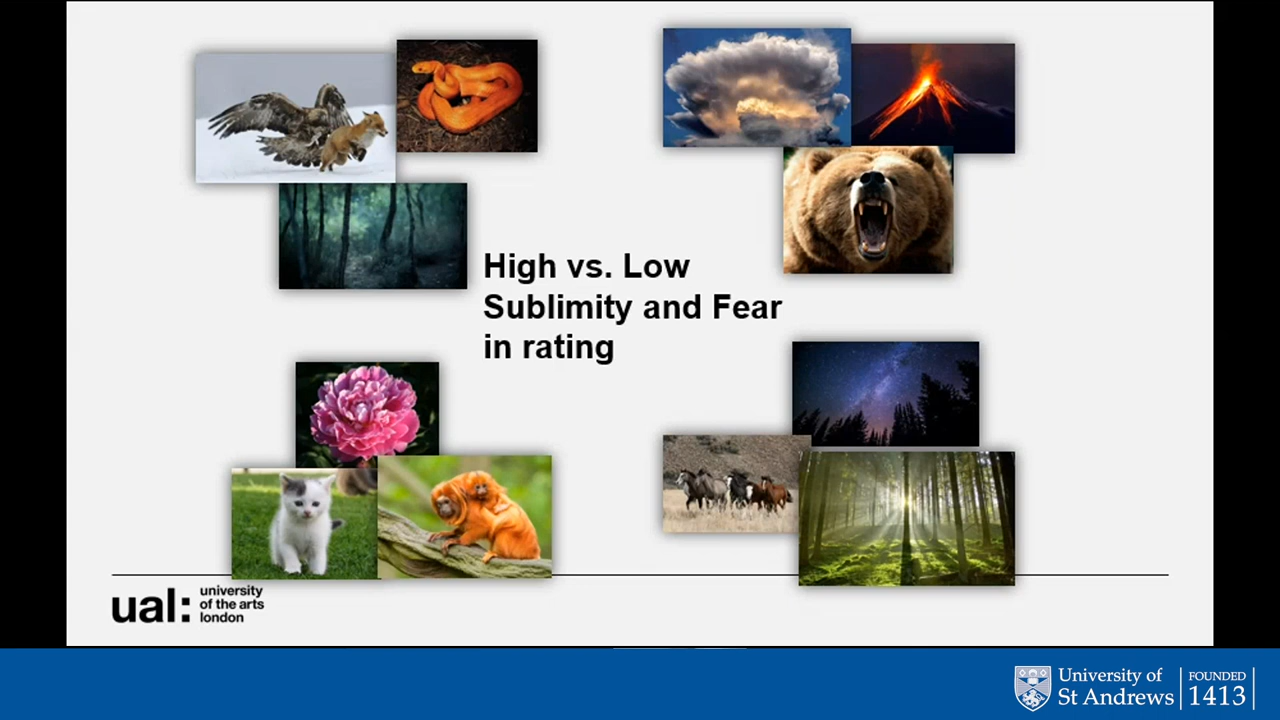 High vs. Low
Sublimity and Fear
in rating
ual:
university
of the arts
london
University of
St Andrews
FOUNDED
1413